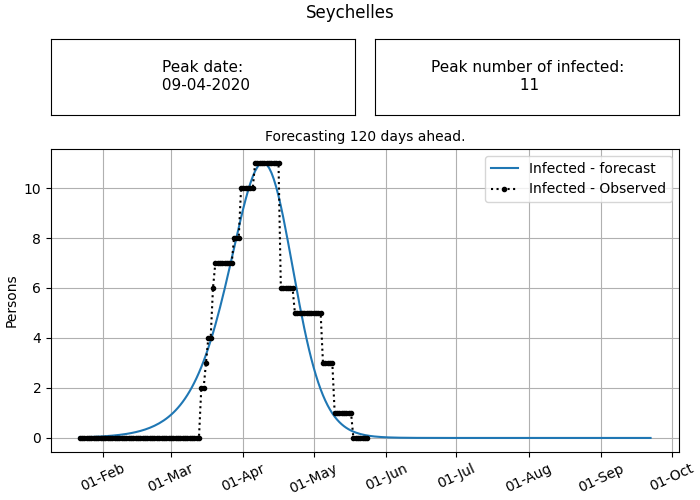 Seychelles
Peak date:
09-04-2020
Peak number of infected:
11
Forecasting 120 days ahead.
Infected - forecast
Infected - Observed
Persons
10
8
6
4
2
0
01-Feb
01-Mar
01-Apr
01-May
01-Jun
01-Jul
01-Aug
01-Sep
01-Oct